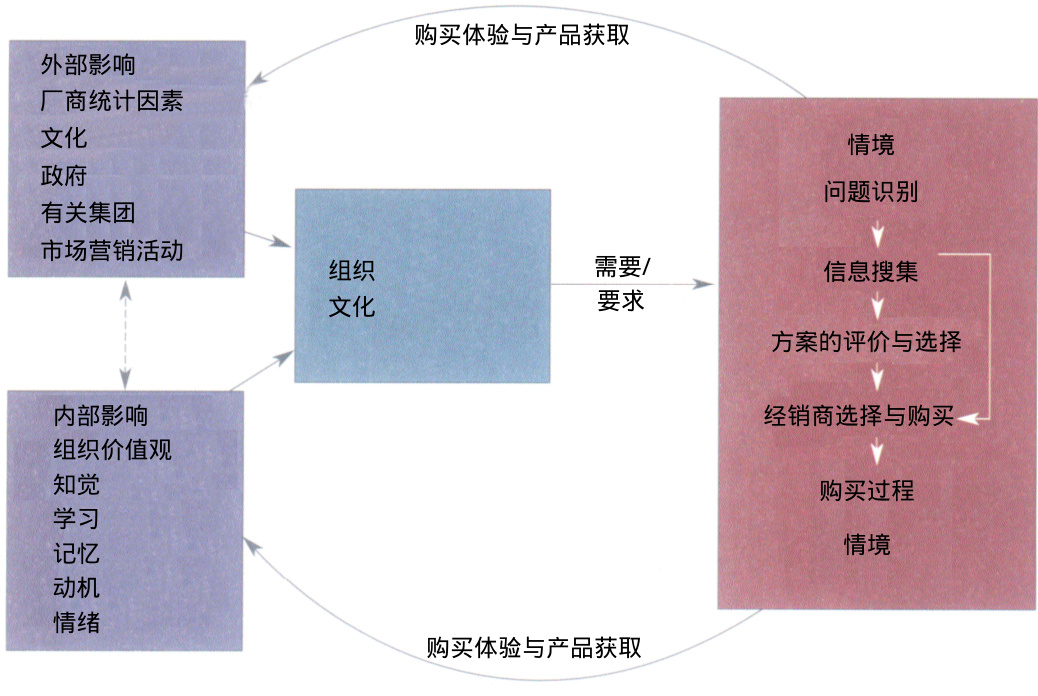 购买体验与产品获取
外部影响
厂商统计因素
文化
政府
有关集团
市场营销活动
组织
文化
需要/
要求
情境
问题识别
信息搜集
方案的评价与选择
经销商选择与购买
购买过程
情境
内部影响
组织价值观
知觉
学习
记忆
动机
情绪
购买体验与产品获取